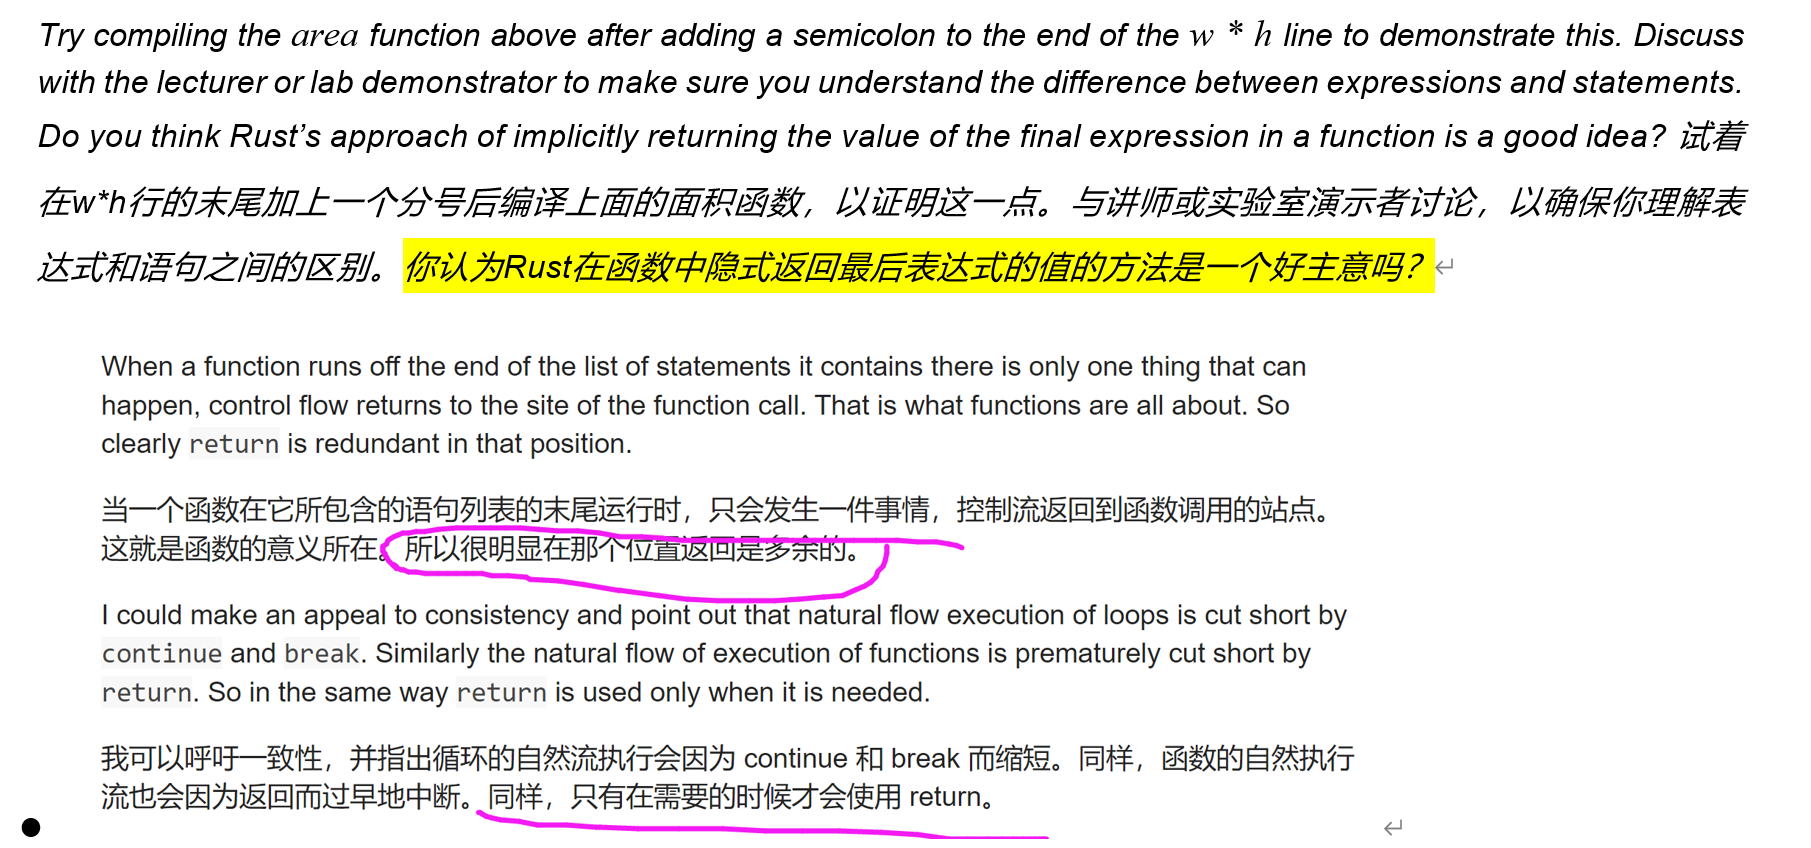 Try compiling the area function above after adding a semicolon to the end of the w * h line to demonstrate this. Discuss
with the lecturer or lab demonstrator to make sure you understand the difference between expressions and statements.
Do you think Rust’s approach of implicitly returning the value of the final expression in a function is a good idea? 试着
在w*h行的末尾加上一个分号后编译上面的面积函数，以证明这一点。与讲师或实验室演示者讨论，以确保你理解表
达式和语句之间的区别。你认为Rust在函数中隐式返回最后表达式的值的方法是一个好主意吗？
When a function runs off the end of the list of statements it contains there is only one thing that can
happen, control flow returns to the site of the function call. That is what functions are all about. So
clearly return is redundant in that position.
当一个函数在它所包含的语句列表的末尾运行时，只会发生一件事情，控制流返回到函数调用的站点。
这就是函数的意义所在。所以很明显在那个位置返回是多余的。
I could make an appeal to consistency and point out that natural flow execution of loops is cut short by
continue and break. Similarly the natural flow of execution of functions is prematurely cut short by
return. So in the same way return is used only when it is needed.
我可以呼吁一致性，并指出循环的自然流执行会因为 continue 和 break 而缩短。同样，函数的自然执行
流也会因为返回而过早地中断。同样，只有在需要的时候才会使用 return。